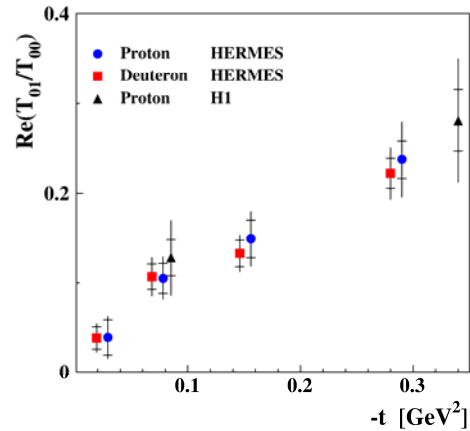 Re(T₀₁/T₀₀)
0.4
0.2
0
Proton HERMES
Deuteron HERMES
Proton H1
0.1 0.2 0.3
-t [GeV²]